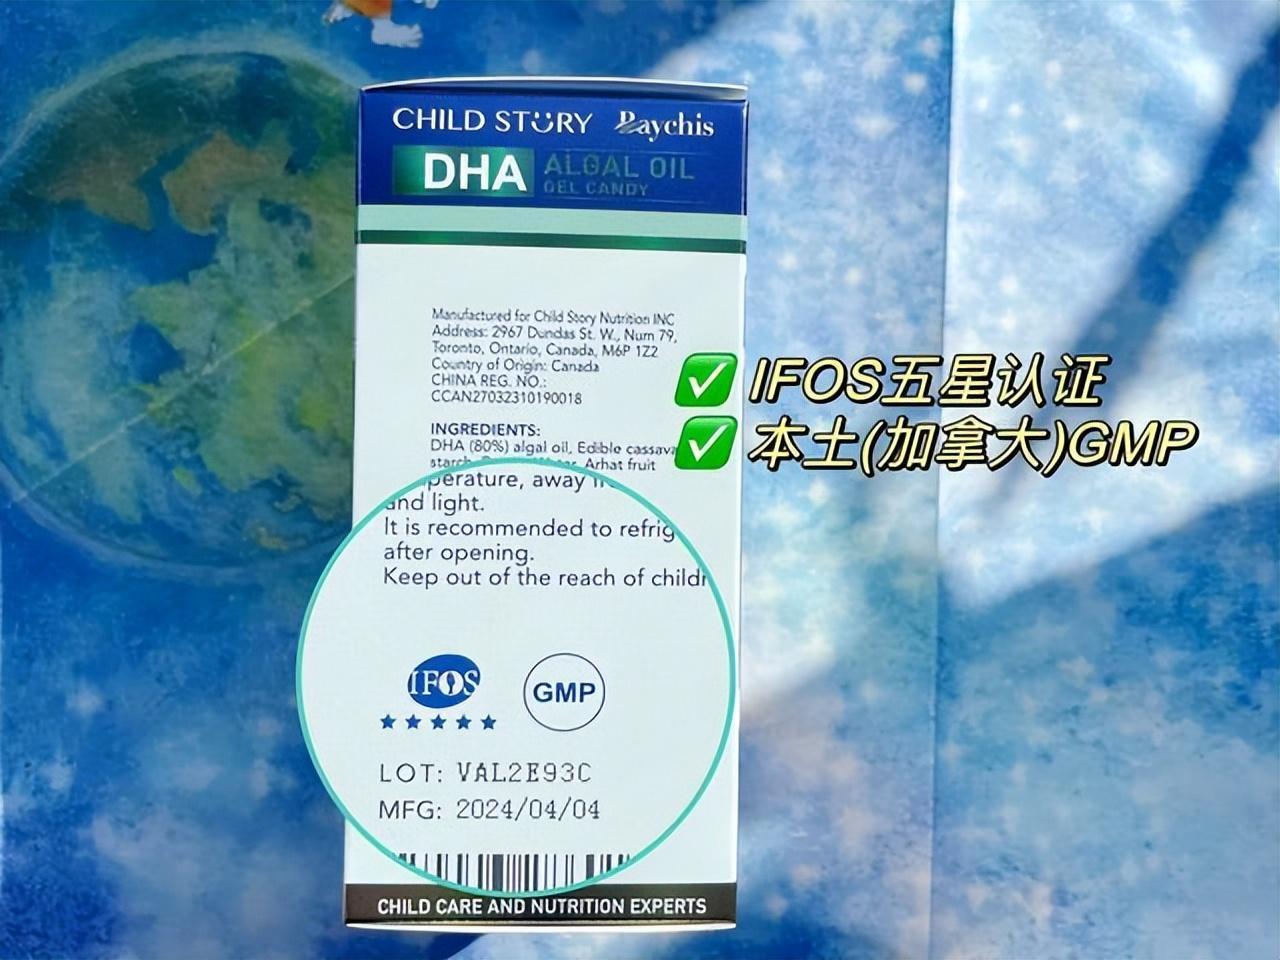 CHILD STORY Baychis
DHA ALGAL OIL
GEL CANDY
Manufactured for Child Story Nutrition INC
Address: 2967 Dundas St. W., Num 79,
Toronto, Ontario, Canada, M6P 1Z2
Country of Origin: Canada
CHINA REG. NO.:
CCAN27032310190018
INGREDIENTS:
DHA (80%) algal oil, Edible cassava
starch, Arhat fruit
perature, away
and light.
It is recommended to refrig
after opening.
Keep out of the reach of childr
IFOS
GMP
LOT: VAL2E93C
MFG: 2024/04/04
CHILD CARE AND NUTRITION EXPERTS
IFOS五星认证
本土(加拿大)GMP